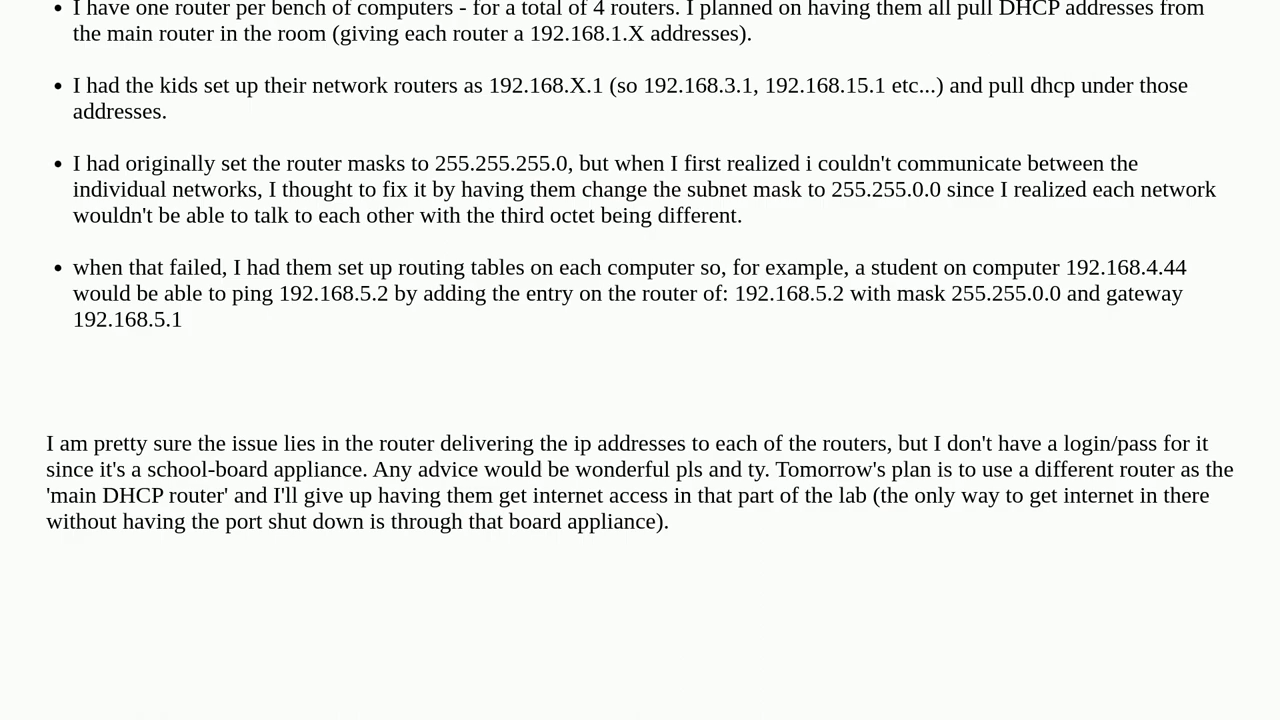 • I have one router per bench of computers - for a total of 4 routers. I planned on having them all pull DHCP addresses from
the main router in the room (giving each router a 192.168.1.X addresses).
• I had the kids set up their network routers as 192.168.X.1 (so 192.168.3.1, 192.168.15.1 etc...) and pull dhcp under those
addresses.
• I had originally set the router masks to 255.255.255.0, but when I first realized i couldn't communicate between the
individual networks, I thought to fix it by having them change the subnet mask to 255.255.0.0 since I realized each network
wouldn't be able to talk to each other with the third octet being different.
• when that failed, I had them set up routing tables on each computer so, for example, a student on computer 192.168.4.44
would be able to ping 192.168.5.2 by adding the entry on the router of: 192.168.5.2 with mask 255.255.0.0 and gateway
192.168.5.1
I am pretty sure the issue lies in the router delivering the ip addresses to each of the routers, but I don't have a login/pass for it
since it's a school-board appliance. Any advice would be wonderful pls and ty. Tomorrow's plan is to use a different router as the
'main DHCP router' and I'll give up having them get internet access in that part of the lab (the only way to get internet in there
without having the port shut down is through that board appliance).